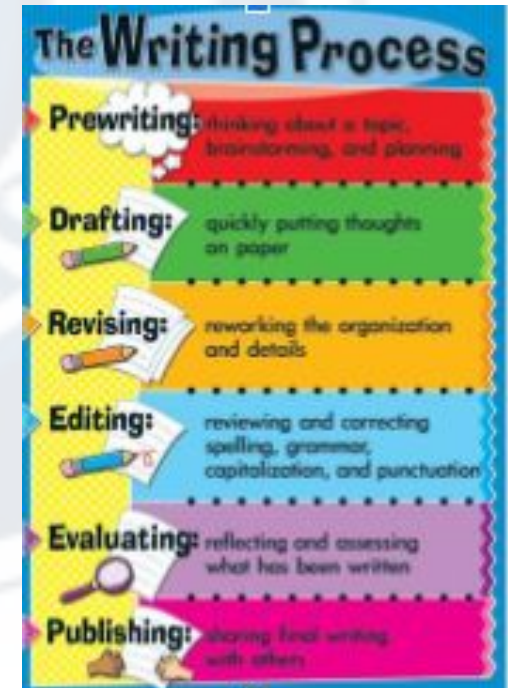 The Writing Process
Prewriting: thinking about a topic,
brainstorming, and planning
Drafting: quickly putting thoughts
on paper
Revising: reworking the organization
and details
Editing: reviewing and correcting
spelling, grammar,
capitalization, and punctuation
Evaluating: reflecting and assessing
what has been written
Publishing: sharing final writing
with others